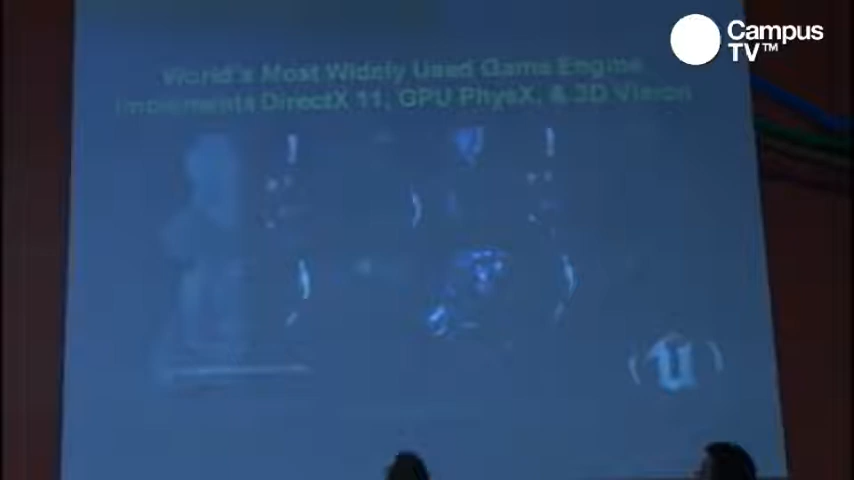 Campus
TV™
World's Most Widely Used Game Engine
Implements DirectX 11, GPU PhysX, & 3D Vision
u